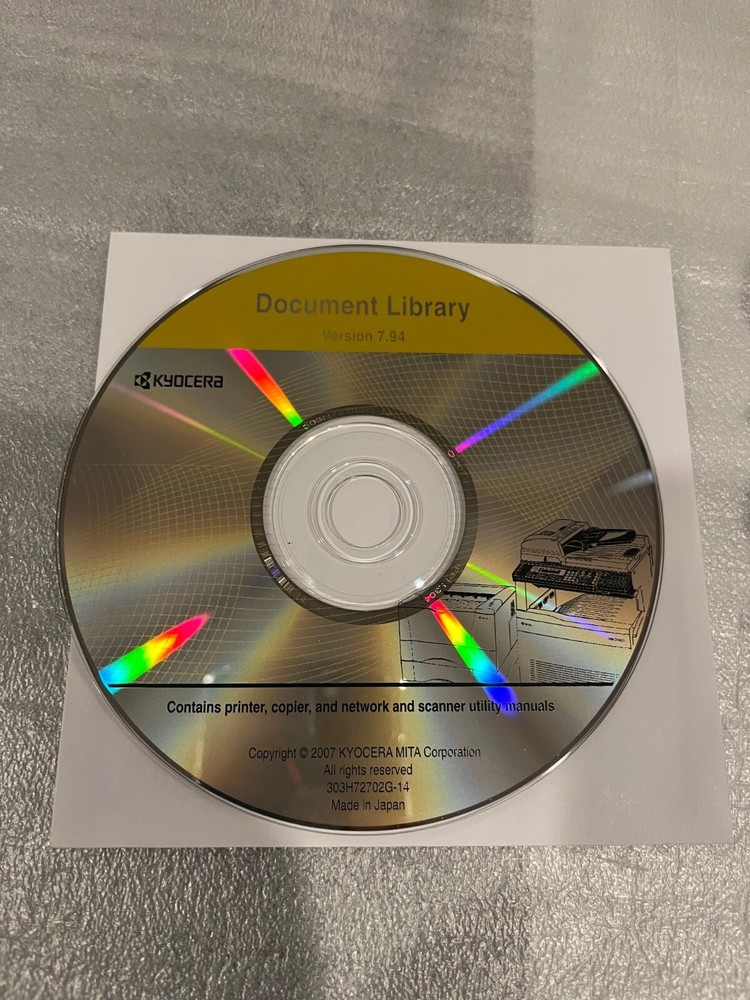 Document Library
Version 7.94
KYOCERA
Contains printer, copier, and network and scanner utility manuals
Copyright © 2007 KYOCERA MITA Corporation
All rights reserved
303H72702G-14
Made in Japan